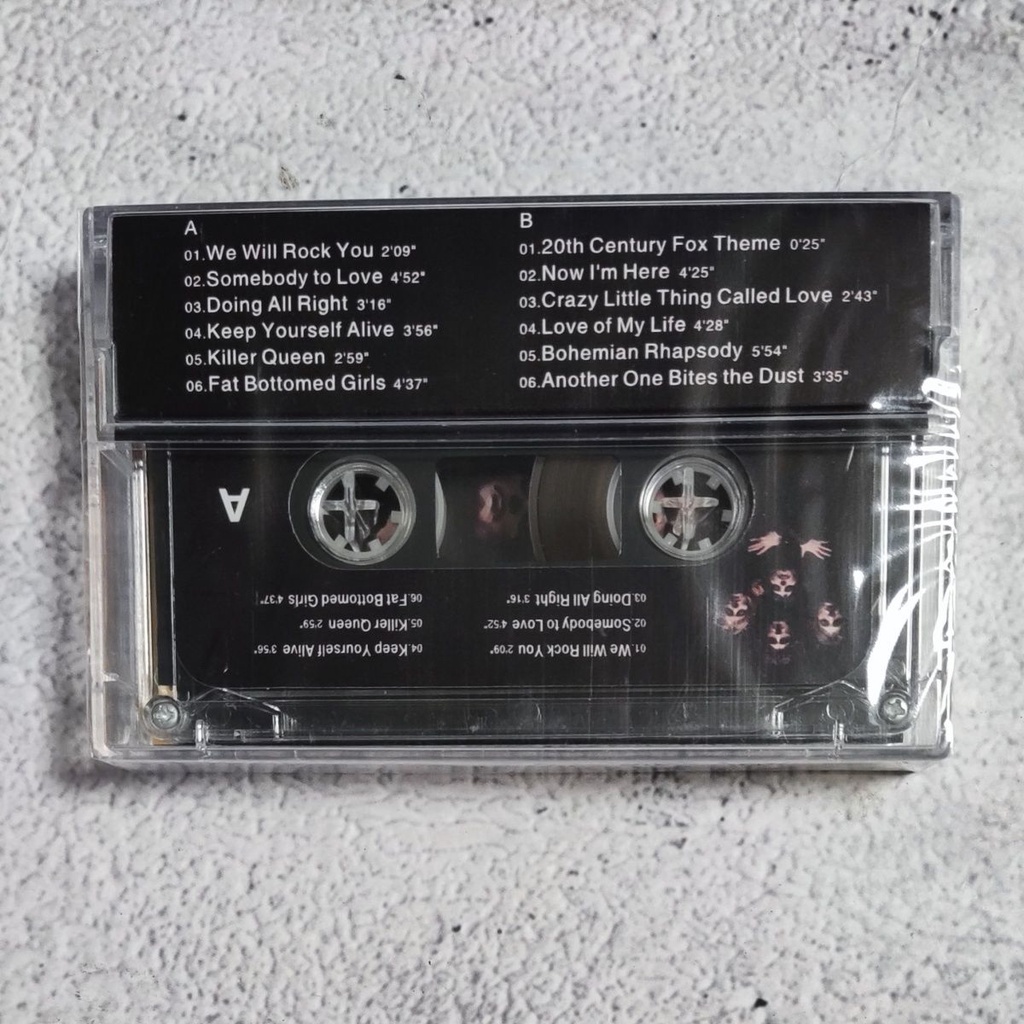 A
01.We Will Rock You 2'09"
02.Somebody to Love 4'52"
03.Doing All Right 3'16"
04.Keep Yourself Alive 3'56"
05.Killer Queen 2'59"
06.Fat Bottomed Girls 4'37"
B
01.20th Century Fox Theme 0'25"
02.Now I'm Here 4'25"
03.Crazy Little Thing Called Love 2'43"
04.Love of My Life 4'28"
05.Bohemian Rhapsody 5'54"
06.Another One Bites the Dust 3'35"
A
01.We Will Rock You 2'09"
02.Somebody to Love 4'52"
03.Doing All Right 3'16"
04.Keep Yourself Alive 3'56"
05.Killer Queen 2'59"
06.Fat Bottomed Girls 4'37"